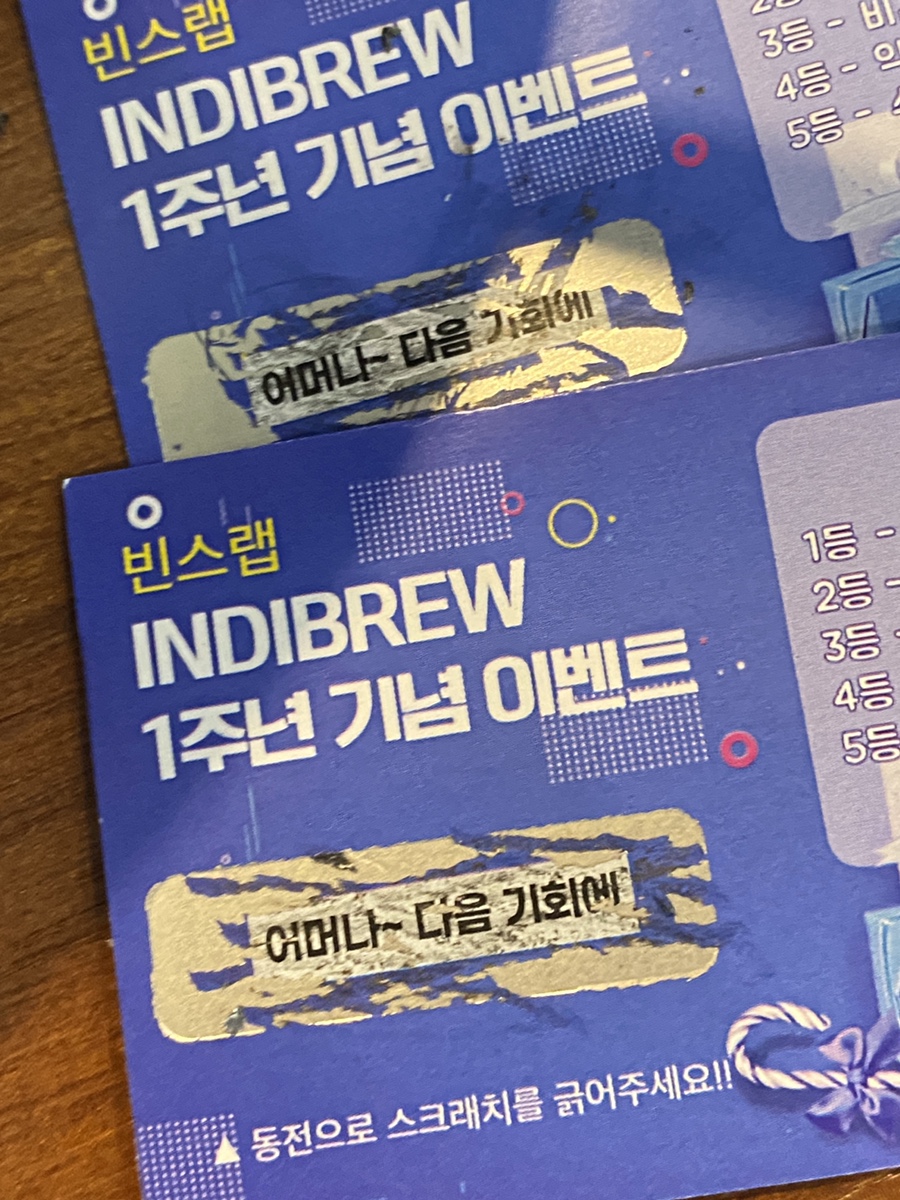 빈스랩
INDIBREW
1주년 기념 이벤트
어머나~ 다음 기회에
3등 - 비
4등 -
5등 -
빈스랩
INDIBREW
1주년 기념 이벤트
어머나~ 다음 기회에
▲ 동전으로 스크래치를 긁어주세요!!
1등 -
2등 -
3등 -
4등
5등